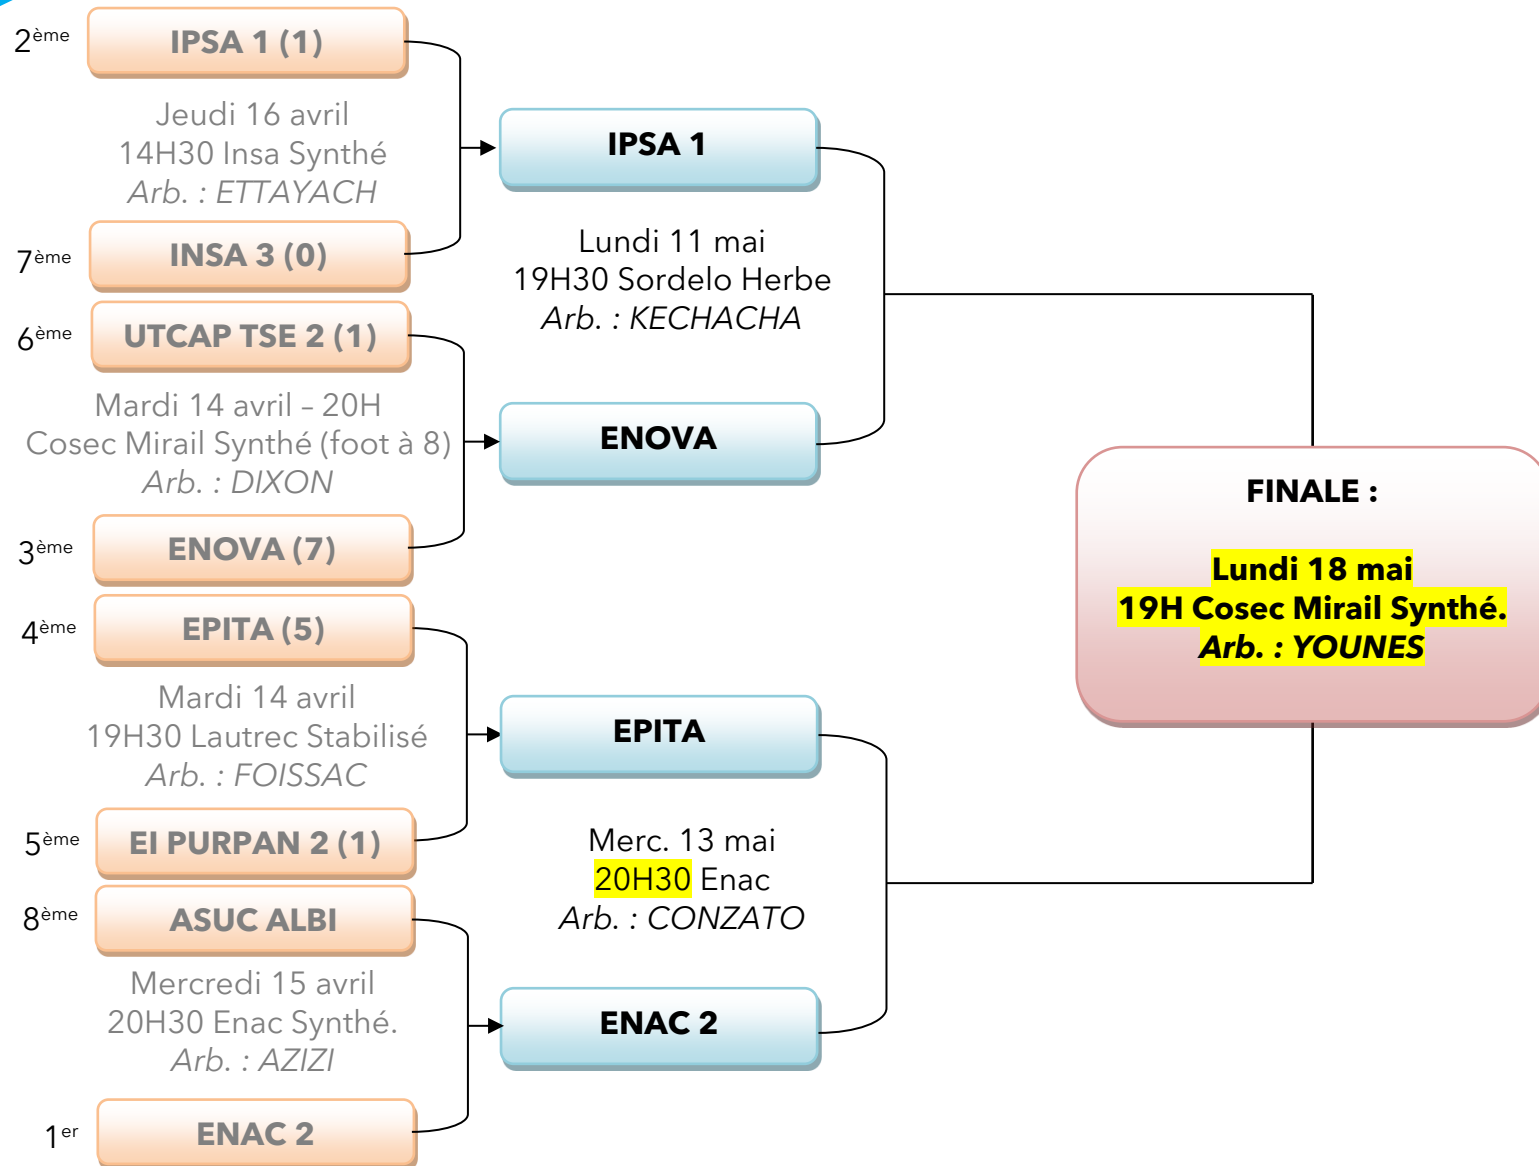 2ème
IPSA 1 (1)
Jeudi 16 avril
14H30 Insa Synthé
Arb. : ETTAYACH
7ème
INSA 3 (0)
6ème
UTCAP TSE 2 (1)
Mardi 14 avril – 20H
Cosec Mirail Synthé (foot à 8)
Arb. : DIXON
3ème
ENOVA (7)
4ème
EPITA (5)
Mardi 14 avril
19H30 Lautrec Stabilisé
Arb. : FOISSAC
5ème
EI PURPAN 2 (1)
8ème
ASUC ALBI
Mercredi 15 avril
20H30 Enac Synthé.
Arb. : AZIZI
1er
ENAC 2
IPSA 1
Lundi 11 mai
19H30 Sordelo Herbe
Arb. : KECHACHA
ENOVA
EPITA
Merc. 13 mai
20H30 Enac
Arb. : CONZATO
ENAC 2
FINALE :
Lundi 18 mai
19H Cosec Mirail Synthé.
Arb. : YOUNES